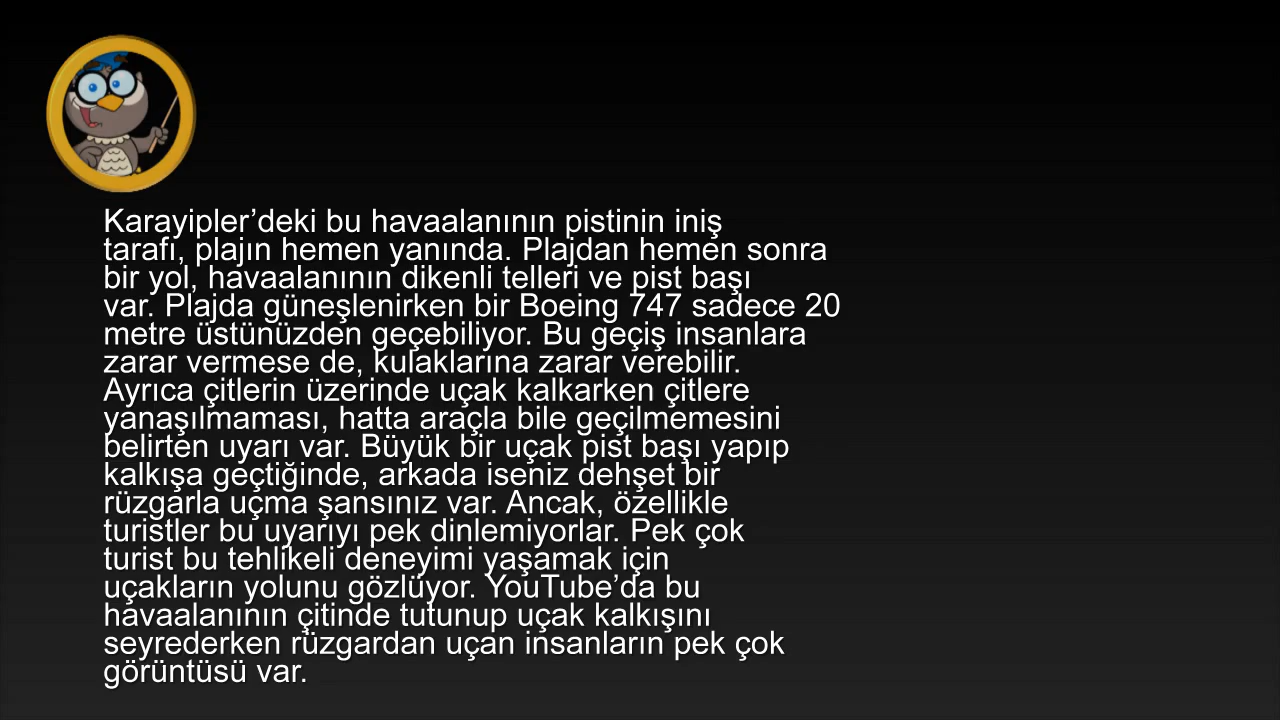 Karayipler’deki bu havaalanının pistinin iniş
tarafı, plajın hemen yanında. Plajdan hemen sonra
bir yol, havaalanının dikenli telleri ve pist başı
var. Plajda güneşlenirken bir Boeing 747 sadece 20
metre üstünüzden geçebiliyor. Bu geçiş insanlara
zarar vermese de, kulaklarına zarar verebilir.
Ayrıca çitlerin üzerinde uçak kalkarken çitlere
yanaşılmaması, hatta araçla bile geçilmemesini
belirten uyarı var. Büyük bir uçak pist başı yapıp
kalkışa geçtiğinde, arkada iseniz dehşet bir
rüzgarla uçma şansınız var. Ancak, özellikle
turistler bu uyarıyı pek dinlemiyorlar. Pek çok
turist bu tehlikeli deneyimi yaşamak için
uçakların yolunu gözlüyor. YouTube’da bu
havaalanının çitinde tutunup uçak kalkışını
seyrederken rüzgardan uçan insanların pek çok
görüntüsü var.